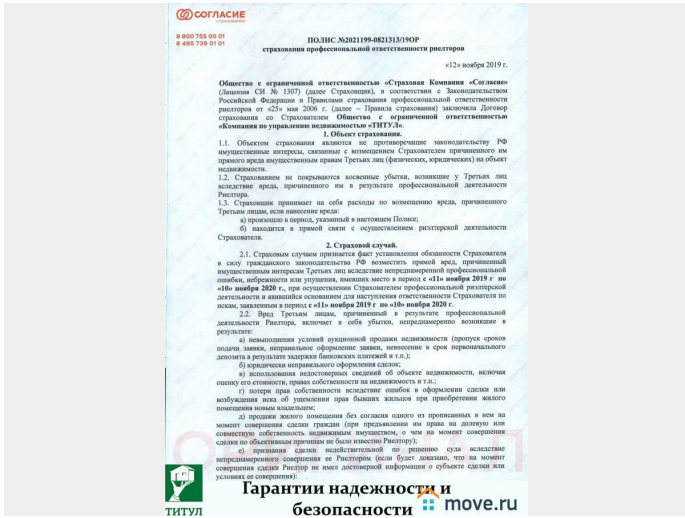 СОГЛАСИЕ
СТРАХОВАНИЕ
8 800 755 00 01
8 495 739 01 01
ПОЛИС №2021199-0821313/19ОР
страхования профессиональной ответственности риелторов
«12» ноября 2019 г.
Общество с ограниченной ответственностью «Страховая Компания «Согласие»
(Лицензия СИ № 1307) (далее Страховщик), в соответствии с Законодательством
Российской Федерации и Правилами страхования профессиональной ответственности
риелторов от «25» мая 2006 г. (далее – Правила страхования) заключила Договор
страхования со Страхователем Общество с ограниченной ответственностью
«Компания по управлению недвижимостью «ТИТУЛ».
1. Объект страхования.
1.1. Объектом страхования являются не противоречащие законодательству РФ
имущественные интересы, связанные с возмещением Страхователем причиненного им
прямого вреда имущественным правам Третьих лиц (физических, юридических) на объект
недвижимости.
1.2. Страхованием не покрываются косвенные убытки, возникшие у Третьих лиц
вследствие вреда, причиненного им в результате профессиональной деятельности
Риелтора.
1.3. Страховщик принимает на себя расходы по возмещению вреда, причиненного
Третьим лицам, если нанесение вреда:
а) произошло в период, указанный в настоящем Полисе;
б) находится в прямой связи с осуществлением риэлтерской деятельности
Страхователя.
2. Страховой случай.
2.1. Страховым случаем признается факт установления обязанности Страхователя
в силу гражданского законодательства РФ возместить прямой вред, причиненный
имущественным интересам Третьих лиц вследствие непреднамеренной профессиональной
ошибки, небрежности или упущения, имевших место в период с «11» ноября 2019 г по
«10» ноября 2020 г., при осуществлении Страхователем профессиональной риэлтерской
деятельности и явившийся основанием для наступления ответственности Страхователя по
искам, заявленным в период с «11» ноября 2019 г по «10» ноября 2020 г.
2.2. Вред Третьим лицам, причиненный в результате профессиональной
деятельности Риелтора, включает в себя убытки, непреднамеренно возникшие в
результате:
а) невыполнения условий аукционной продажи недвижимости (пропуск сроков
подачи заявки, неправильное оформление заявки, невнесение в срок первоначального
депозита в результате задержки банковских платежей и т.п.);
б) юридически неправильного оформления сделок;
в) использования недостоверных сведений об объекте недвижимости, включая
оценку его стоимости, правах собственности на недвижимость и т.п.;
г) потери прав собственности вследствие ошибок в оформлении сделки или
возбуждения иска об ущемлении прав бывших жильцов при приобретении жилого
помещения новым владельцем;
д) продажи жилого помещения без согласия одного из прописанных в нем на
момент совершения сделки граждан (при предъявлении им права на долевую или
совместную собственность недвижимым имуществом, о чем на момент совершения
сделки по объективным причинам не было известно Риелтору);
е) признания сделки недействительной по решению суда вследствие
непреднамеренного совершения ее Риелтором (если будет доказано, что на момент
совершения сделки Риелтор не имел достоверной информации о субъекте сделки или
условиях ее совершения);
Гарантии надежности и
безопасности
ТИТУЛ
move.ru